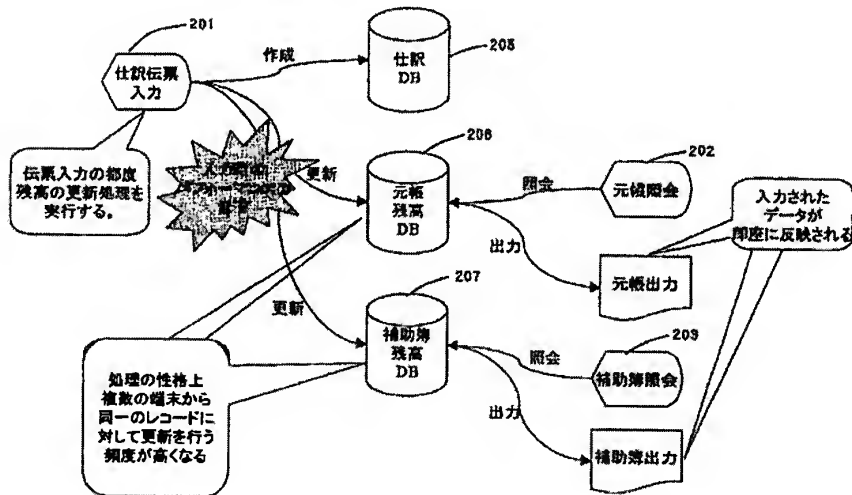 201
仕訳伝票
入力
作成
仕訳
DB
205
伝票入力の都度
残高の更新処理を
実行する。
更新
206
元帳
残高
DB
照会
202
元帳照会
出力
元帳出力
入力された
データが
即座に反映される
更新
207
補助簿
残高
DB
照会
203
補助簿照会
出力
補助簿出力
処理の性格上
複数の端末から
同一のレコードに
対して更新を行う
頻度が高くなる